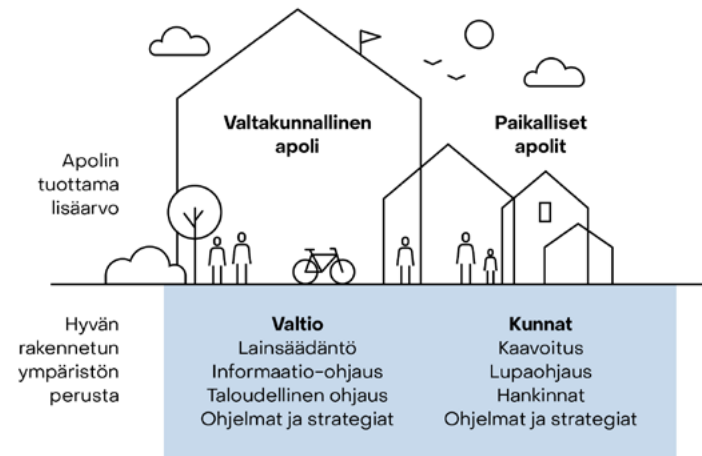 Valtakunnallinen
apoli
Paikalliset
apolit
Apolin
tuottama
lisäarvo
Hyvän
rakennetun
ympäristön
perusta
Valtio
Lainsäädäntö
Informaatio-ohjaus
Taloudellinen ohjaus
Ohjelmat ja strategiat
Kunnat
Kaavoitus
Lupaohjaus
Hankinnat
Ohjelmat ja strategiat